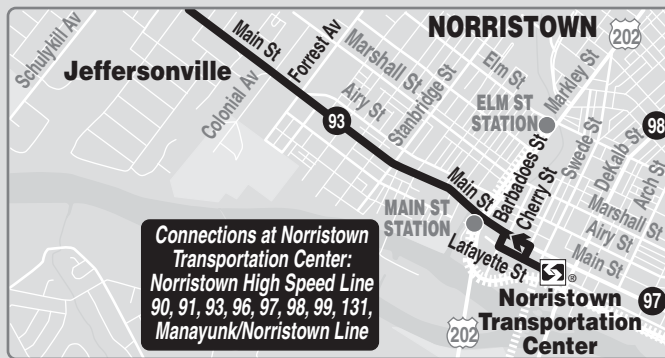 Schulykill Av
Jeffersonville
Main St
Forrest Av
Colonial Av
93
Marshall St
Airy St
Stanbridge St
NORRISTOWN
202
Elm St
Markley St
ELM ST
STATION
98
Swede St
DeKalb St
Arch St
Barbadoes St
Cherry St
Main St
MAIN ST
STATION
Lafayette St
Marshall St
Airy St
Main St
97
®
Norristown
Transportation
Center
202
Connections at Norristown
Transportation Center:
Norristown High Speed Line
90, 91, 93, 96, 97, 98, 99, 131,
Manayunk/Norristown Line